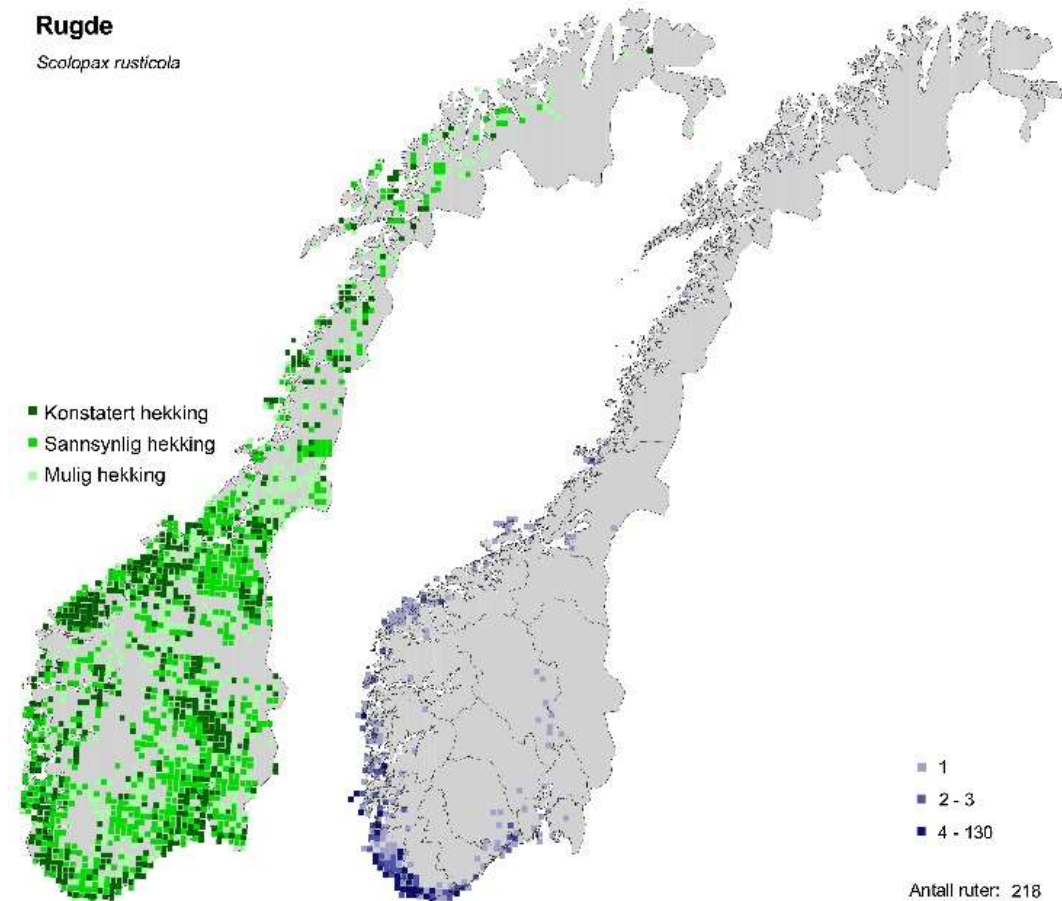 Rugde
Scolopax rusticola
Konstatert hekking
Sannsynlig hekking
Mulig hekking
1
2 - 3
4 - 130
Antall ruter: 218